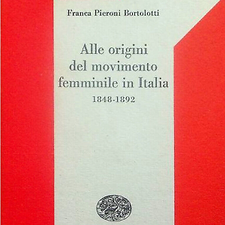 Franca Pieroni Bortolotti
Alle origini
del movimento
femminile in Italia
1848-1892